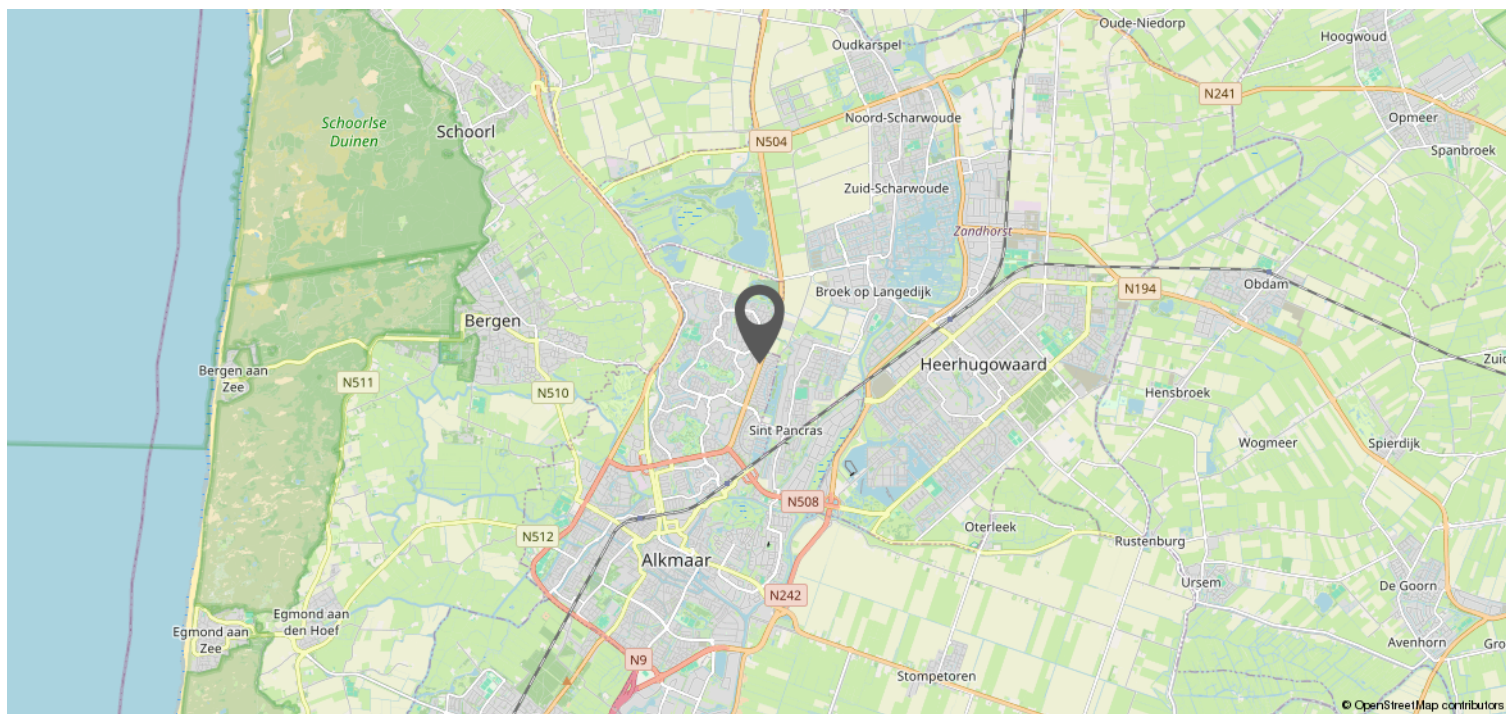 Oude-Niedorp
Hoogwoud
Oudkarspel
N241
Schoorlse
Duinen
Schoorl
Noord-Scharwoude
Opmeer
N504
Spanbroek
Zuid-Scharwoude
Zandhorst
Obdam
Broek op Langedijk
N194
Bergen
Zuid
Heerhugowaard
Bergen aan
Zee
N511
N510
Hensbroek
Sint Pancras
Wogmeer
Spierdijk
N508
Oterleek
N512
Rustenburg
Alkmaar
Ursem
De Goorn
N242
Egmond aan
den Hoef
Egmond aan
Zee
Avenhorn
Gro
N9
Stompetoren
© OpenStreetMap contributors